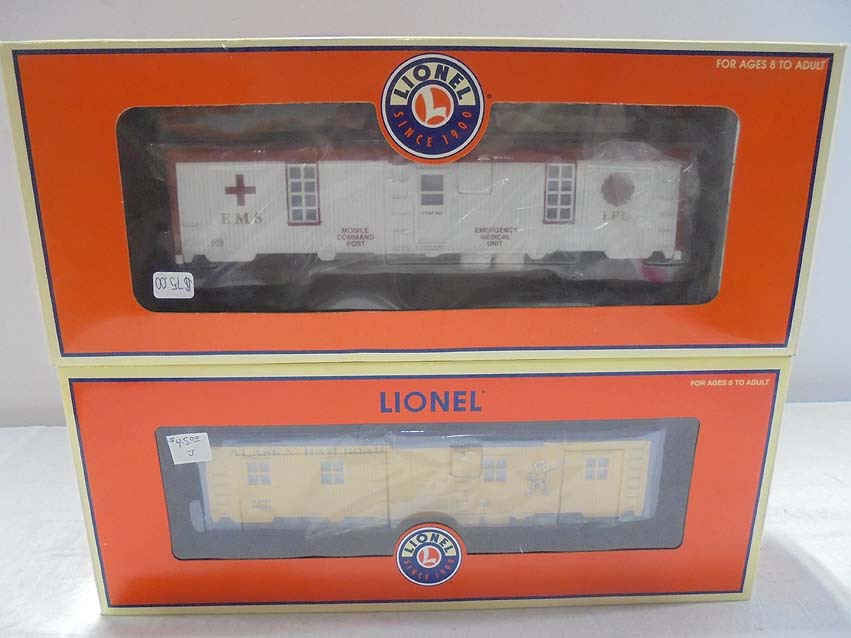 FOR AGES 8 TO ADULT
LIONEL
L
SINCE 1900
EMS
MOBILE
COMMAND
POST
EMERGENCY
MEDICAL
UNIT
$75.00
FOR AGES 8 TO ADULT
LIONEL
$45.00
J
ALASKA RAILROAD
LIONEL
L
SINCE 1900